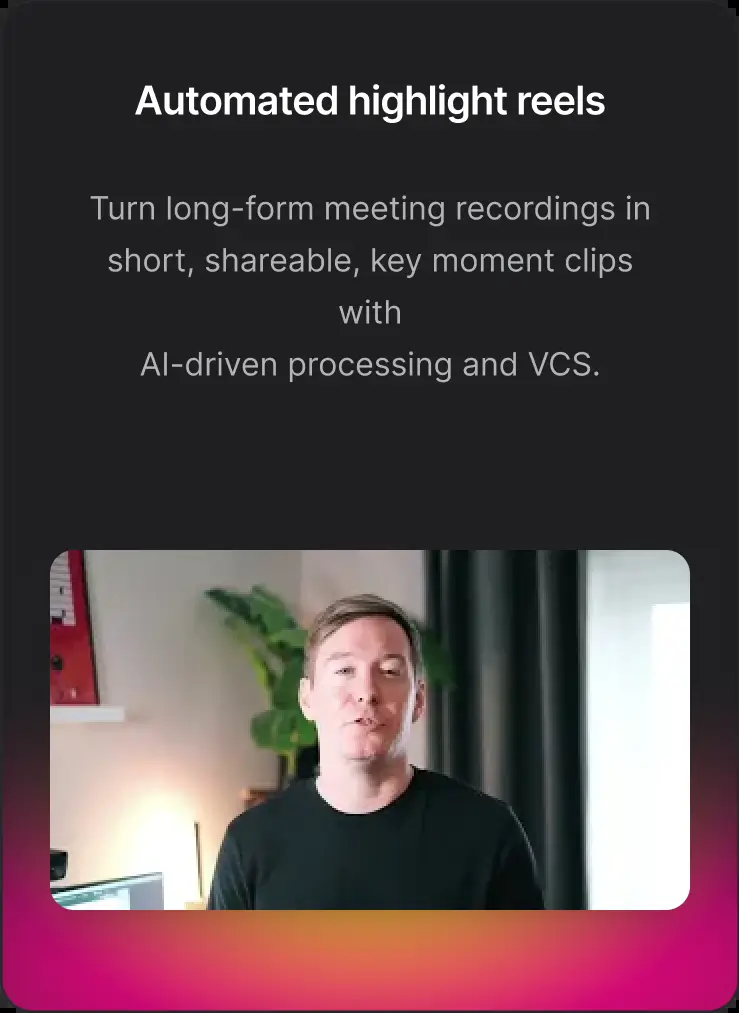 Automated highlight reels
Turn long-form meeting recordings in
short, shareable, key moment clips
with
AI-driven processing and VCS.